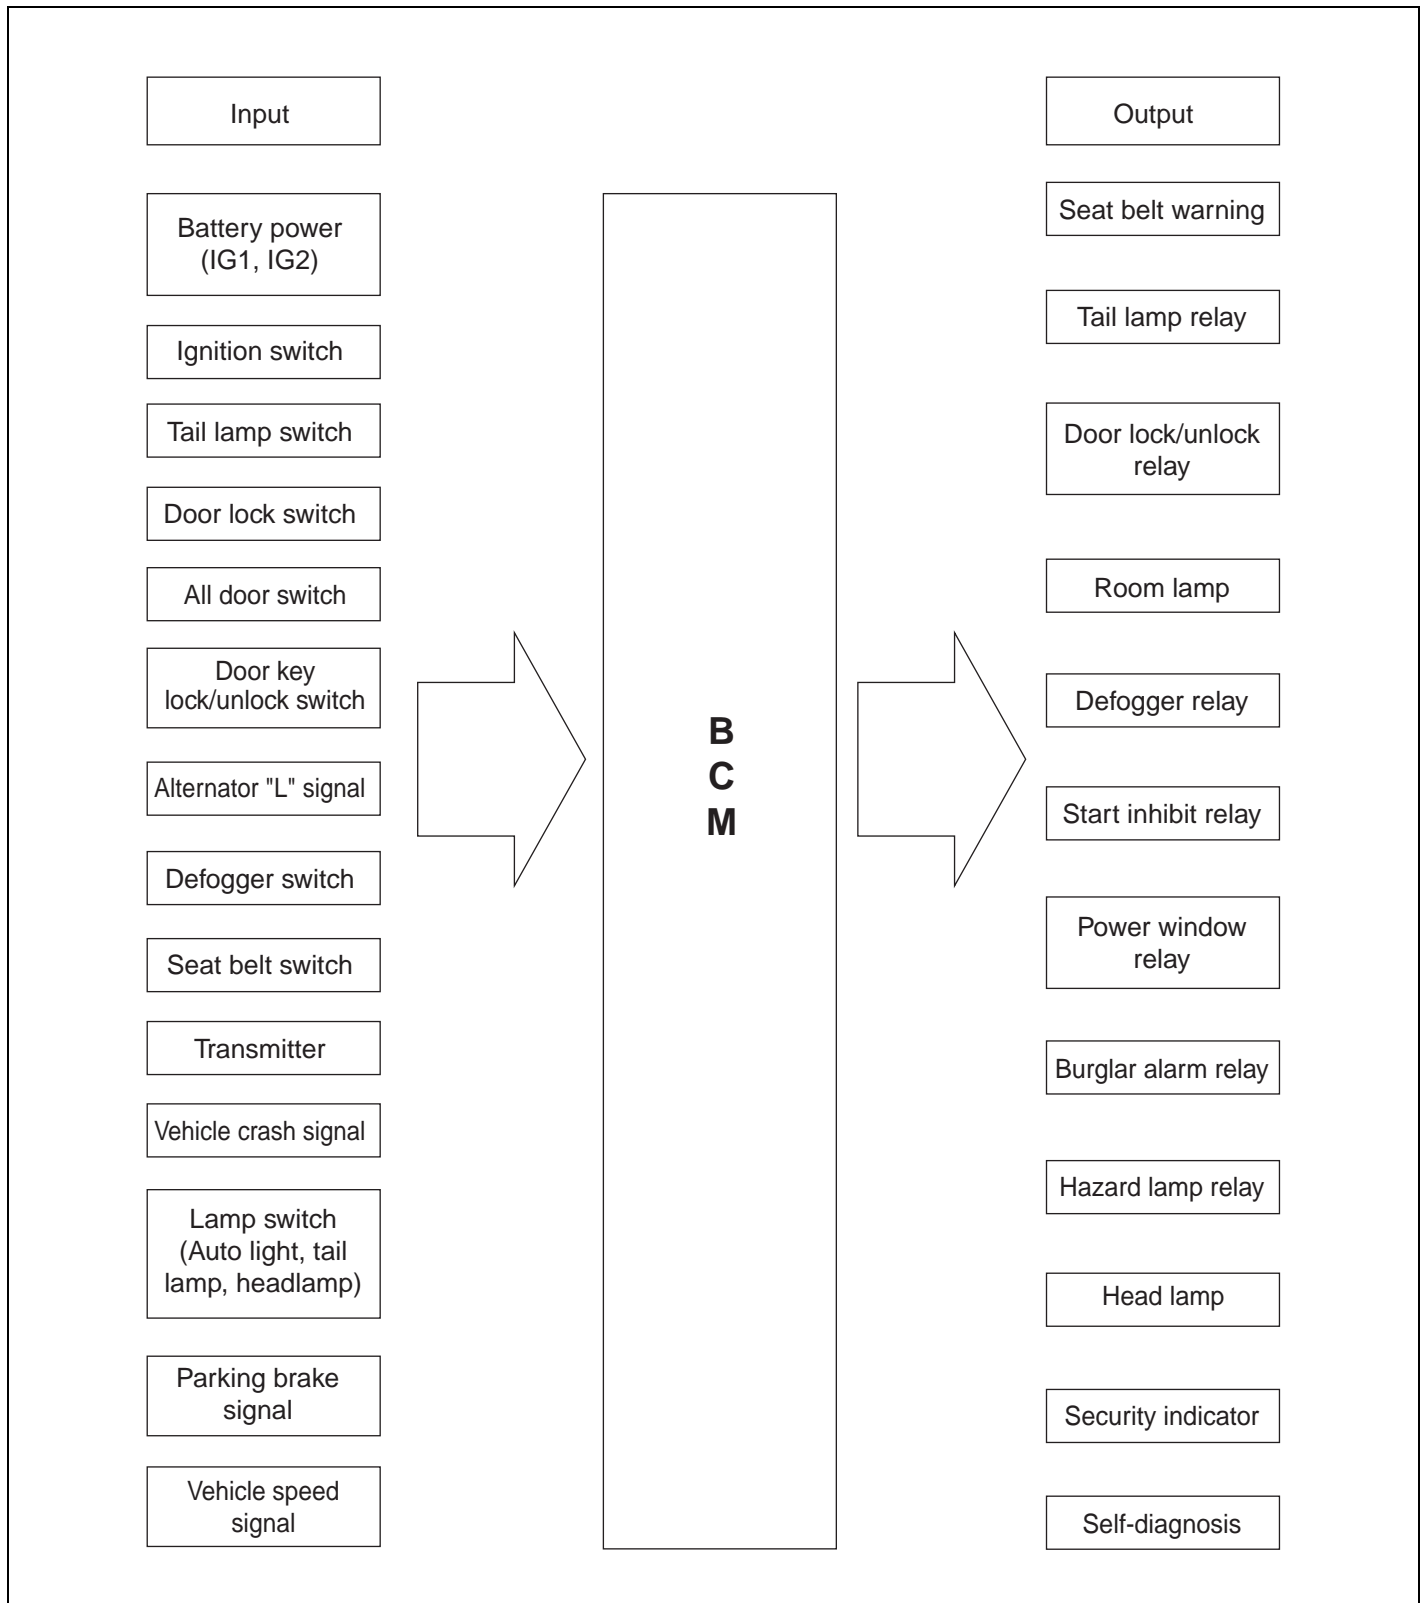 Input
Battery power
(IG1, IG2)
Ignition switch
Tail lamp switch
Door lock switch
All door switch
Door key
lock/unlock switch
Alternator "L" signal
Defogger switch
Seat belt switch
Transmitter
Vehicle crash signal
Lamp switch
(Auto light, tail
lamp, headlamp)
Parking brake
signal
Vehicle speed
signal
B
C
M
Output
Seat belt warning
Tail lamp relay
Door lock/unlock
relay
Room lamp
Defogger relay
Start inhibit relay
Power window
relay
Burglar alarm relay
Hazard lamp relay
Head lamp
Security indicator
Self-diagnosis